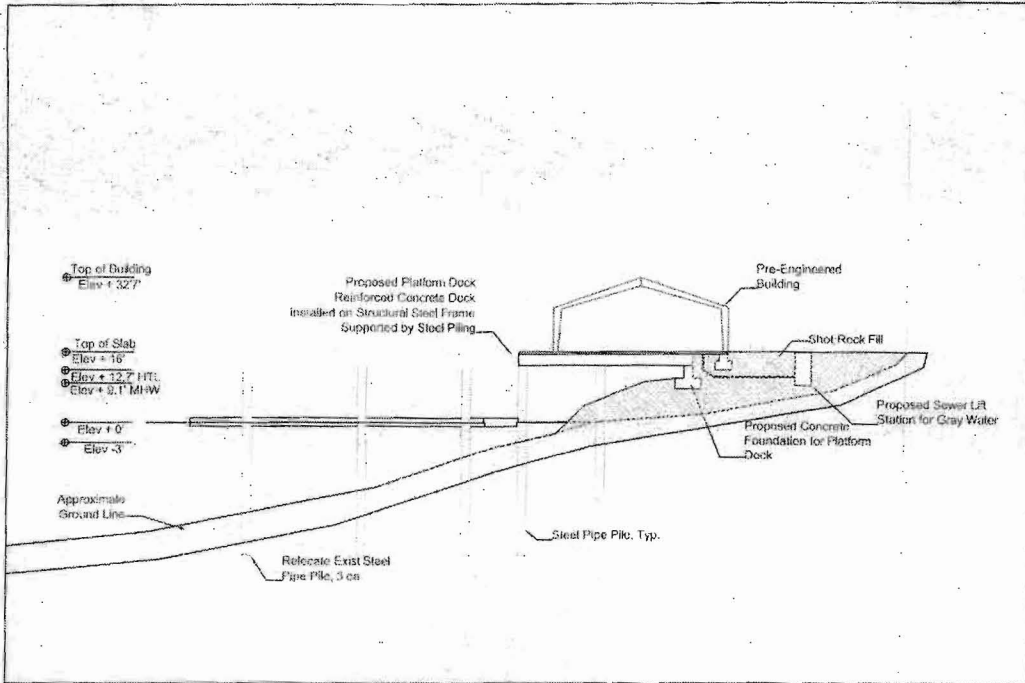 Top of Building
Elev + 32'7"
Top of Slab
Elev + 16'
Elev + 12.7' HTL
Elev + 9.1' MHW
Elev + 0'
Elev -3'
Proposed Platform Dock
Reinforced Concrete Dock
Installed on Structural Steel Frame
Supported by Steel Piling
Pre-Engineered
Building
Shot Rock Fill
Proposed Sewer Lift
Station for Gray Water
Proposed Concrete
Foundation for Platform
Dock
Approximate
Ground Line
Steel Pipe Pile, Typ.
Relocate Exist Steel
Pipe Pile, 3 ea